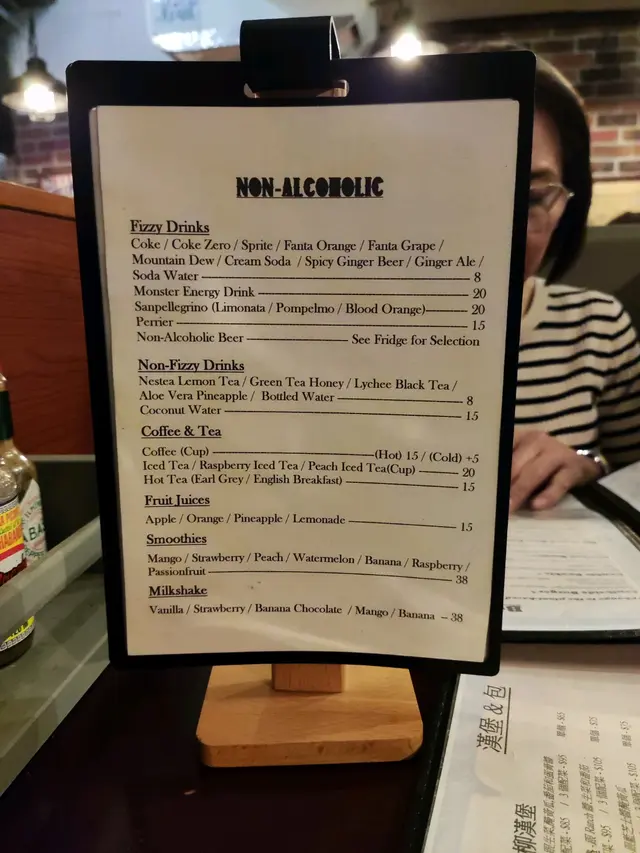 NON-ALCOHOLIC
Fizzy Drinks
Coke / Coke Zero / Sprite / Fanta Orange / Fanta Grape /
Mountain Dew / Cream Soda / Spicy Ginger Beer / Ginger Ale /
Soda Water 8
Monster Energy Drink 20
Sanpellegrino (Limonata / Pompelmo / Blood Orange) 20
Perrier 15
Non-Alcoholic Beer See Fridge for Selection
Non-Fizzy Drinks
Nestea Lemon Tea / Green Tea Honey / Lychee Black Tea /
Aloe Vera Pineapple / Bottled Water 8
Coconut Water 15
Coffee & Tea
Coffee (Cup) (Hot) 15 / (Cold) +5
Iced Tea / Raspberry Iced Tea / Peach Iced Tea(Cup) 20
Hot Tea (Earl Grey / English Breakfast) 15
Fruit Juices
Apple / Orange / Pineapple / Lemonade 15
Smoothies
Mango / Strawberry / Peach / Watermelon / Banana / Raspberry /
Passionfruit 38
Milkshake
Vanilla / Strawberry / Banana Chocolate / Mango / Banana – 38
漢堡 & 包
柳漢堡